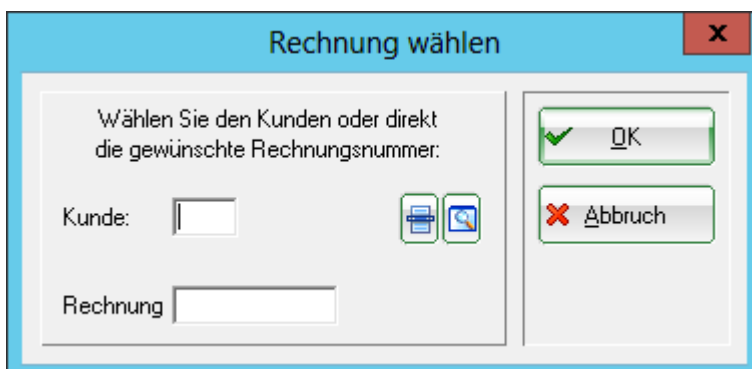 Rechnung wählen
Wählen Sie den Kunden oder direkt
die gewünschte Rechnungsnummer:
OK
Kunde:
Abbruch
Rechnung